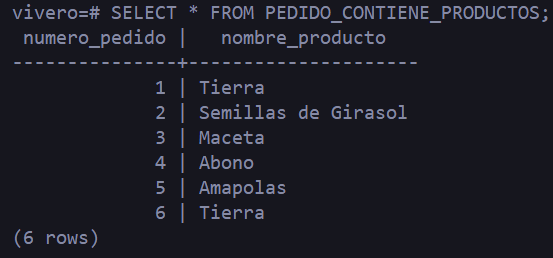 vivero=# SELECT * FROM PEDIDO_CONTIENE_PRODUCTOS;
 numero_pedido |   nombre_producto
---------------+---------------------
             1 | Tierra
             2 | Semillas de Girasol
             3 | Maceta
             4 | Abono
             5 | Amapolas
             6 | Tierra
(6 rows)